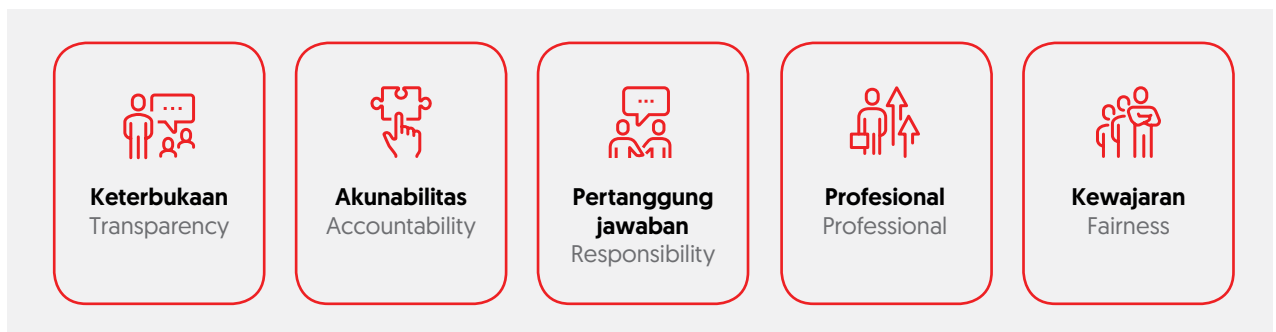 Keterbukaan
Transparency
Akunabilitas
Accountability
Pertanggung
jawaban
Responsibility
Profesional
Professional
Kewajaran
Fairness